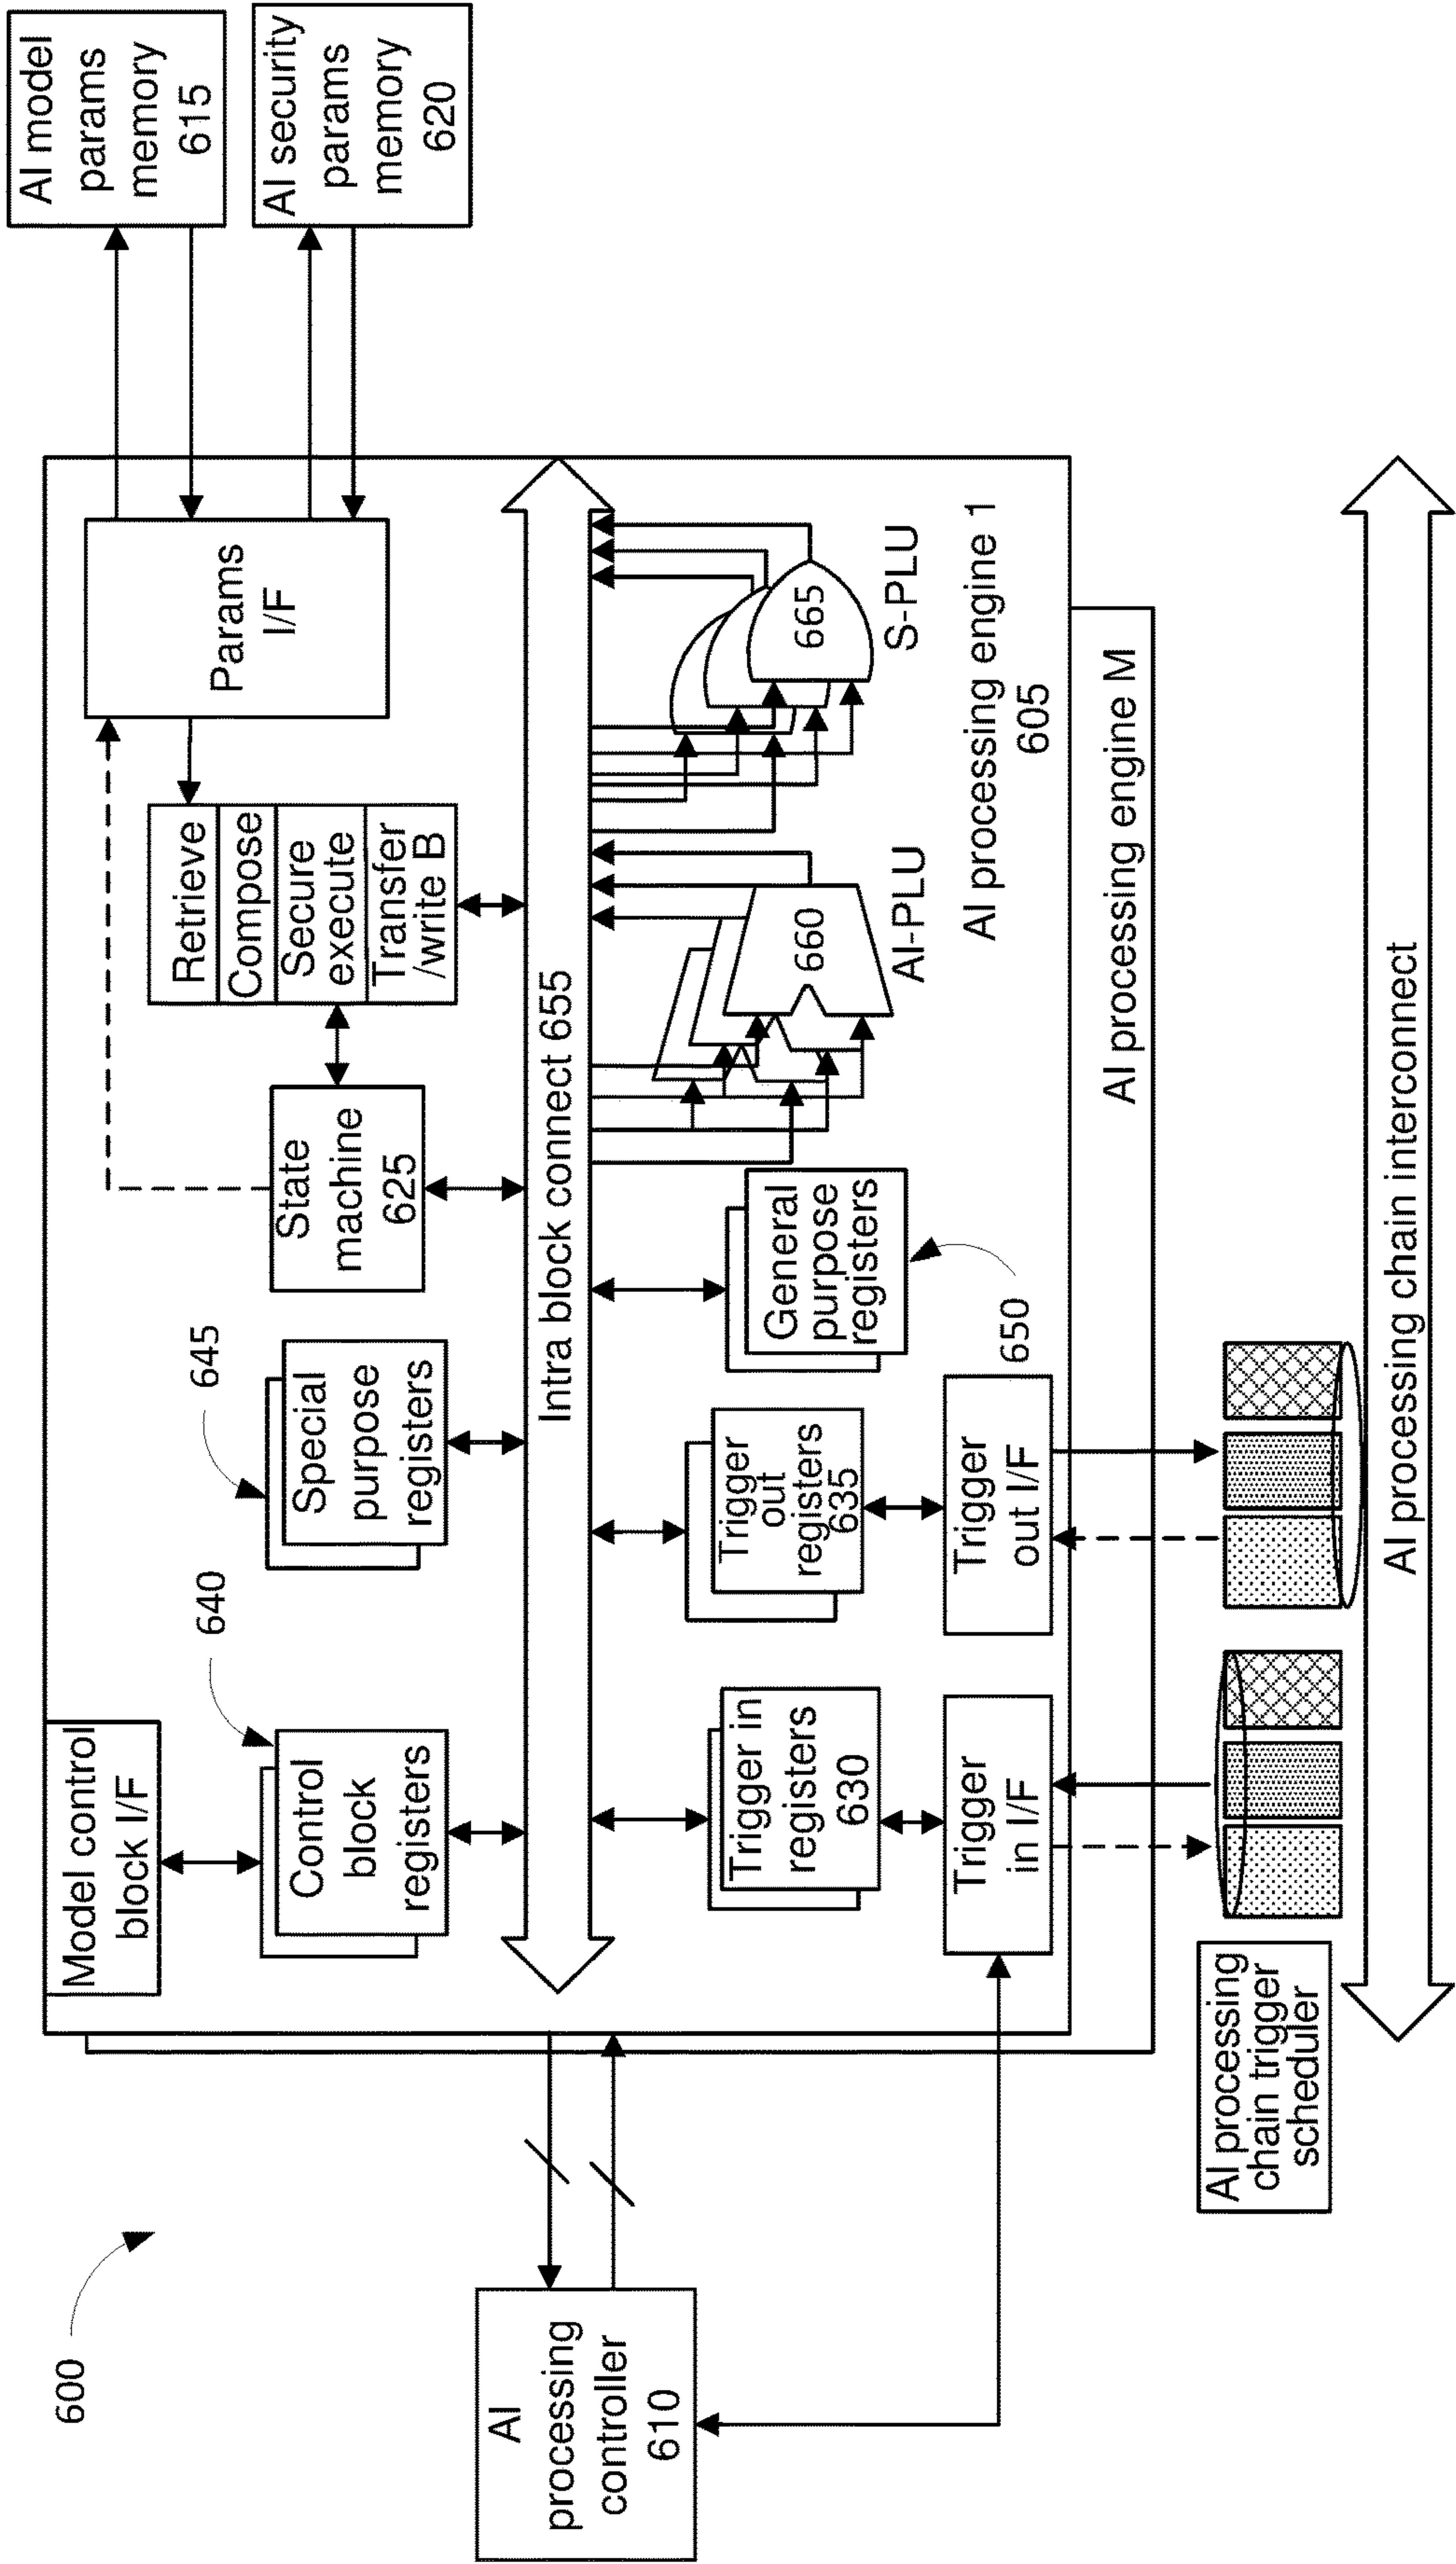 600
AI
processing
controller
610
Model control
block I/F
640
Control
block
registers
645
Special
purpose
registers
State
machine
625
Retrieve
Compose
Secure
execute
Transfer
/write B
Params
I/F
AI model
params
memory
615
AI security
params
memory
620
Intra block connect 655
Trigger in
registers
630
Trigger
out
registers
635
General
purpose
registers
650
660
AI-PLU
665
S-PLU
Trigger
in I/F
Trigger
out I/F
AI processing engine 1
605
AI processing engine M
AI processing
chain trigger
scheduler
AI processing chain interconnect